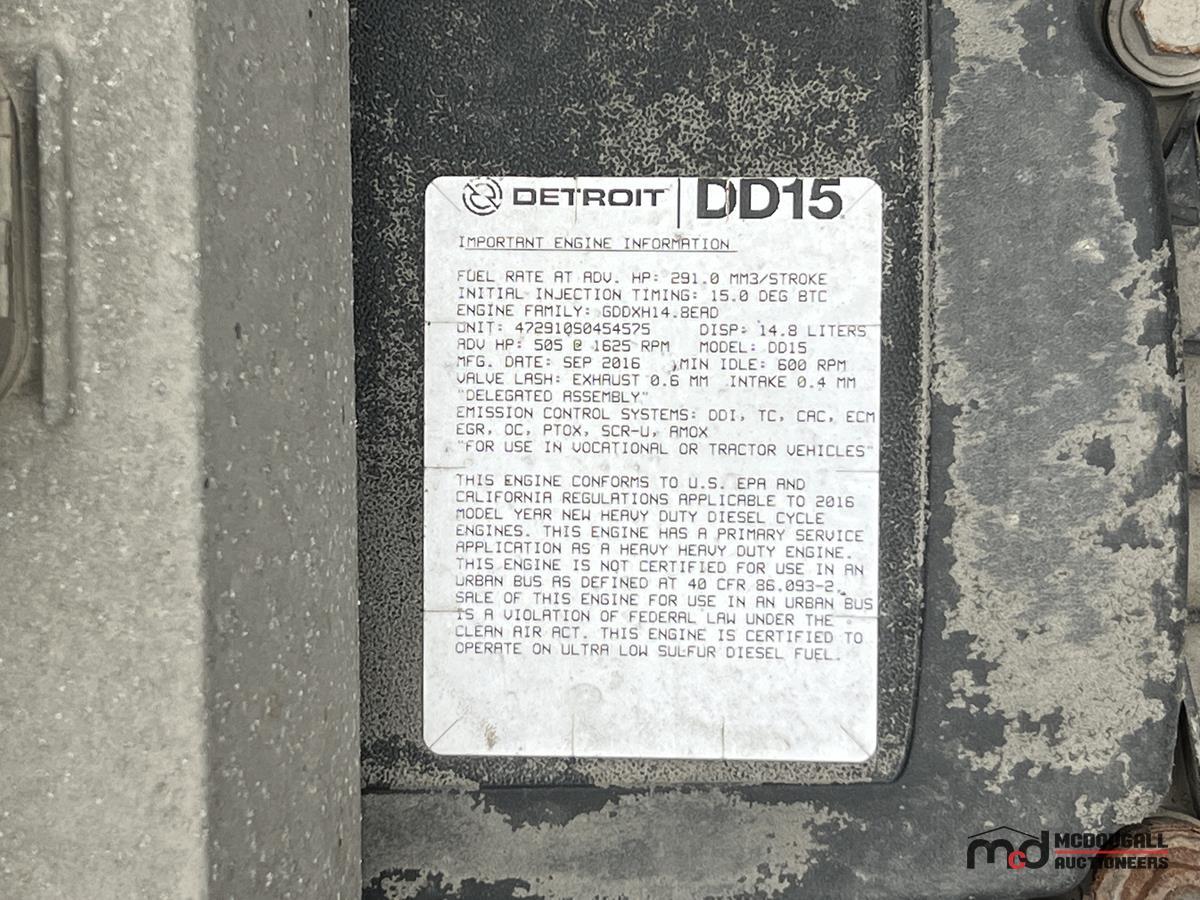 DETROIT | DD15
IMPORTANT ENGINE INFORMATION
FUEL RATE AT ADV. HP: 291.0 MM3/STROKE
INITIAL INJECTION TIMING: 15.0 DEG BTC
ENGINE FAMILY: GDDXH14.8EAD
UNIT: 472910S0454575 DISP: 14.8 LITERS
ADV HP: 505 @ 1625 RPM MODEL: DD15
MFG. DATE: SEP 2016 MIN IDLE: 600 RPM
VALVE LASH: EXHAUST 0.6 MM INTAKE 0.4 MM
"DELEGATED ASSEMBLY"
EMISSION CONTROL SYSTEMS: DDI, TC, CAC, ECM
EGR, OC, PTOX, SCR-U, AMOX
"FOR USE IN VOCATIONAL OR TRACTOR VEHICLES"
THIS ENGINE CONFORMS TO U.S. EPA AND
CALIFORNIA REGULATIONS APPLICABLE TO 2016
MODEL YEAR NEW HEAVY DUTY DIESEL CYCLE
ENGINES. THIS ENGINE HAS A PRIMARY SERVICE
APPLICATION AS A HEAVY HEAVY DUTY ENGINE.
THIS ENGINE IS NOT CERTIFIED FOR USE IN AN
URBAN BUS AS DEFINED AT 40 CFR 86.093-2.
SALE OF THIS ENGINE FOR USE IN AN URBAN BUS
IS A VIOLATION OF FEDERAL LAW UNDER THE
CLEAN AIR ACT. THIS ENGINE IS CERTIFIED TO
OPERATE ON ULTRA LOW SULFUR DIESEL FUEL.
mcd MCDOUGALL
AUCTIONEERS